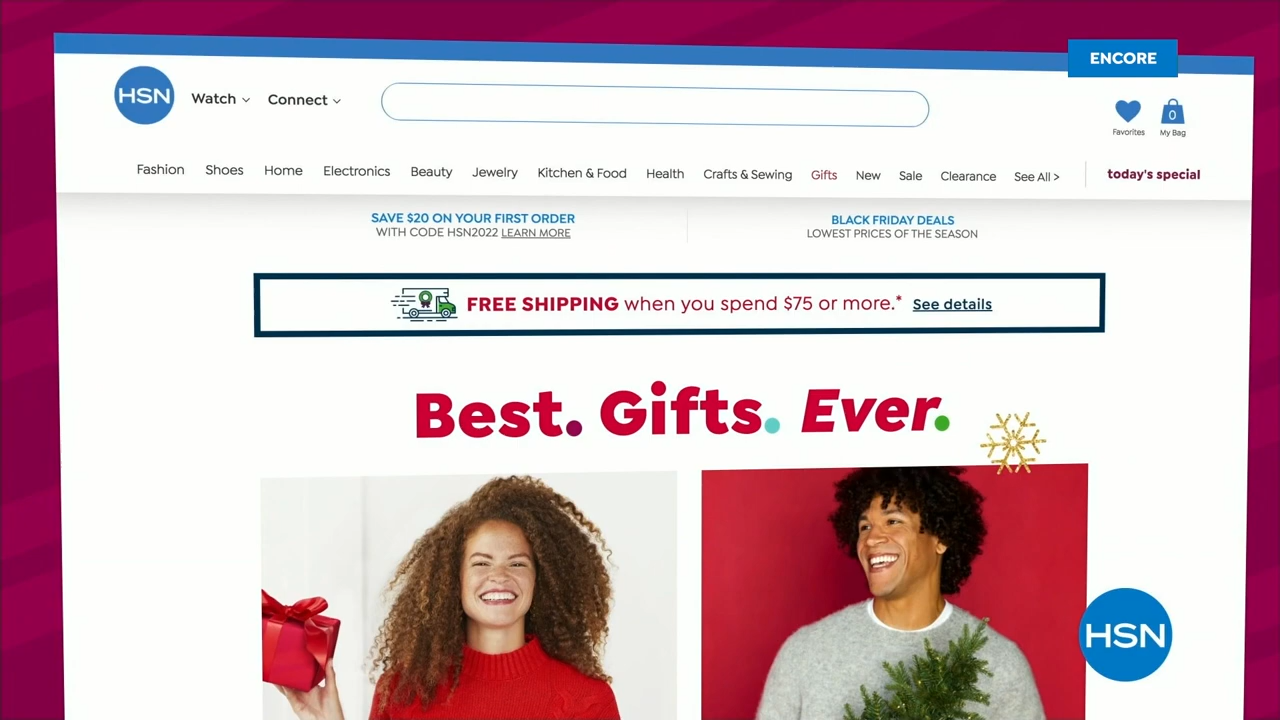 ENCORE
HSN Watch Connect
Favorites
0
My Bag
Fashion Shoes Home Electronics Beauty Jewelry Kitchen & Food Health Crafts & Sewing Gifts New Sale Clearance See All > today's special
SAVE $20 ON YOUR FIRST ORDER
WITH CODE HSN2022 LEARN MORE
BLACK FRIDAY DEALS
LOWEST PRICES OF THE SEASON
FREE SHIPPING when you spend $75 or more.* See details
Best. Gifts. Ever.
HSN